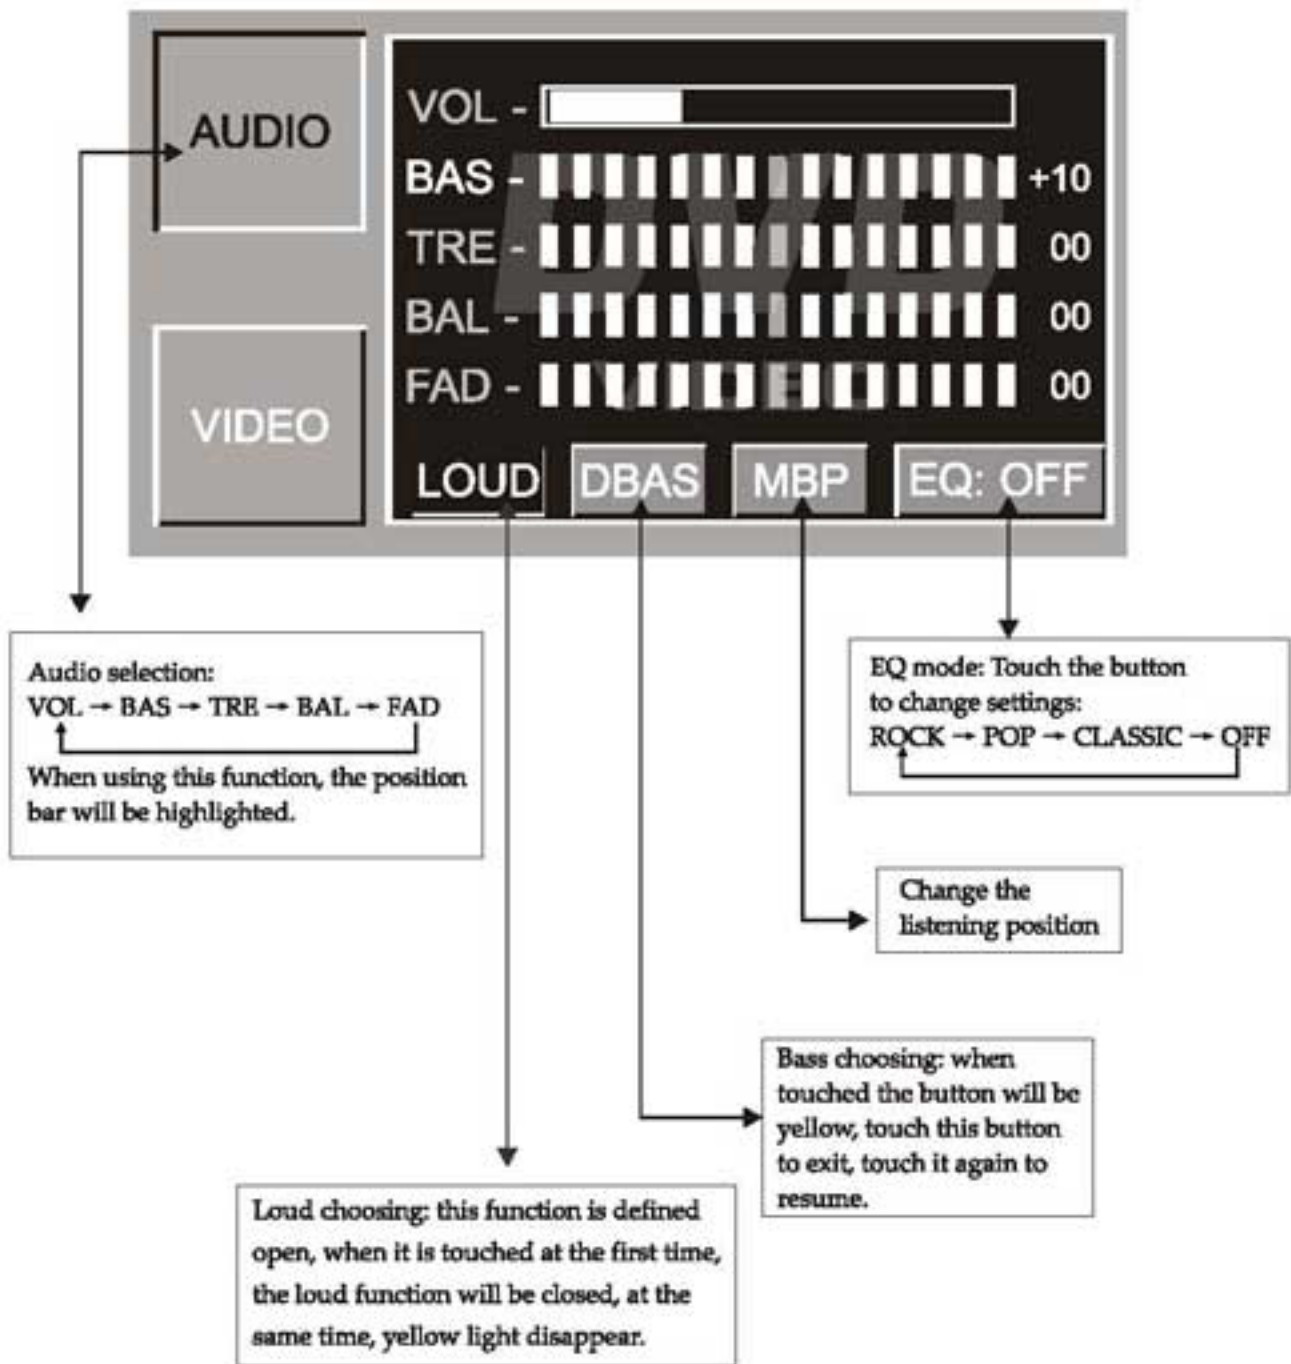 AUDIO
VIDEO
VOL -
BAS - +10
TRE - 00
BAL - 00
FAD - 00
DVD
VIDEO
LOUD DBAS MBP EQ: OFF
Audio selection:
VOL → BAS → TRE → BAL → FAD
When using this function, the position
bar will be highlighted.
EQ mode: Touch the button
to change settings:
ROCK → POP → CLASSIC → OFF
Change the
listening position
Bass choosing: when
touched the button will be
yellow, touch this button
to exit, touch it again to
resume.
Loud choosing: this function is defined
open, when it is touched at the first time,
the loud function will be closed, at the
same time, yellow light disappear.